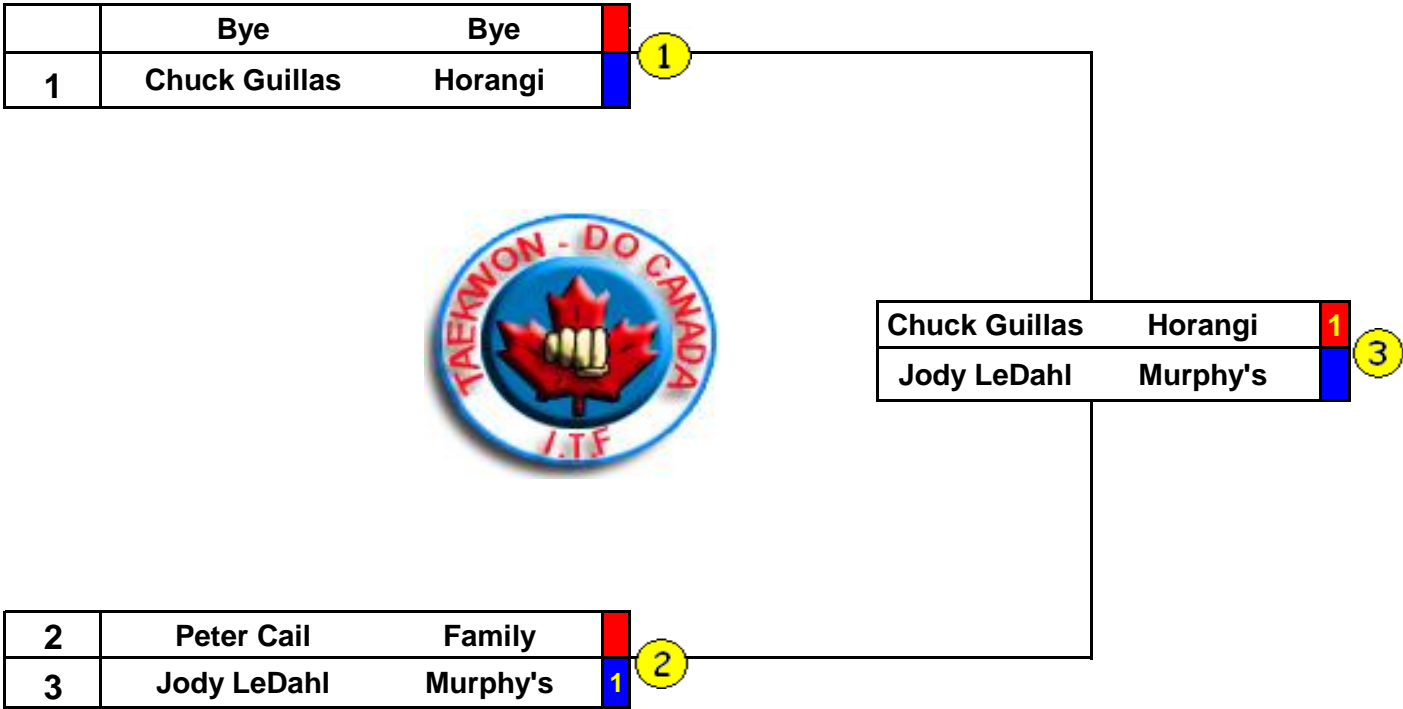 Bye Bye
1 Chuck Guillas Horangi
1
TAEKWON - DO CANADA
I.T.F
Chuck Guillas Horangi 1
Jody LeDahl Murphy's
3
2 Peter Cail Family
3 Jody LeDahl Murphy's 1
2